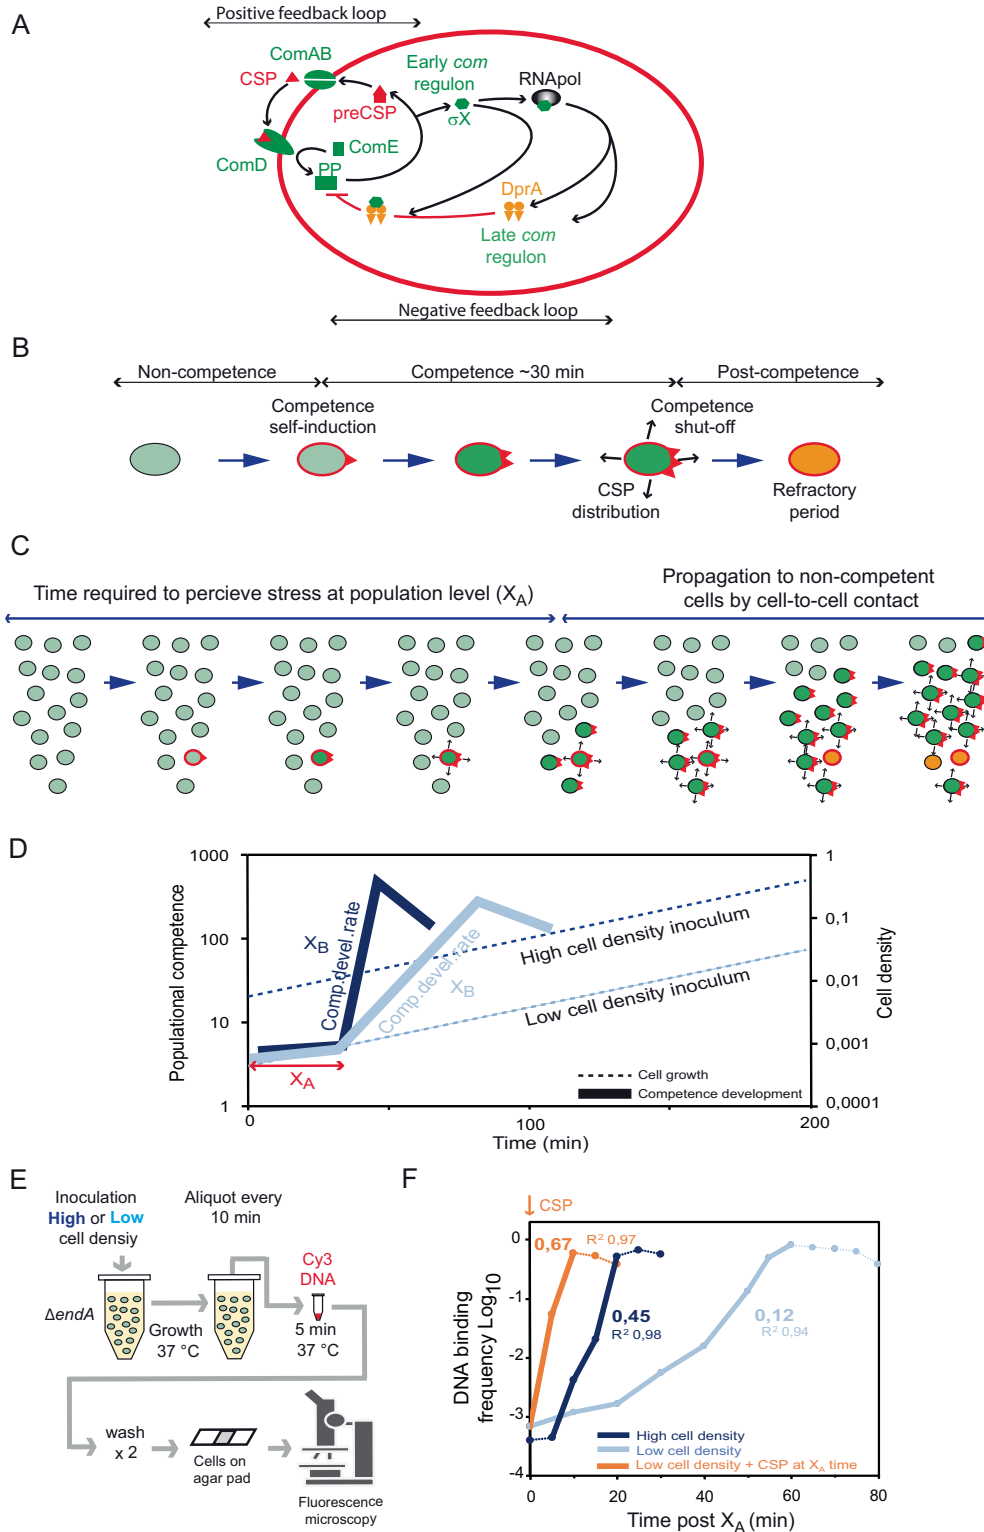 A
Positive feedback loop
ComAB
CSP
Early com
regulon
RNApol
preCSP
σX
ComE
ComD
PP
DprA
Late com
regulon
Negative feedback loop
B
Non-competence
Competence ~30 min
Post-competence
Competence
self-induction
Competence
shut-off
CSP
distribution
Refractory
period
C
Time required to percieve stress at population level (XA)
Propagation to non-competent
cells by cell-to-cell contact
D
Populational competence
1000
100
10
1
1
0,1
0,01
0,001
0,0001
Cell density
XB
Comp.devel.rate
Comp.devel.rate
XB
High cell density inoculum
Low cell density inoculum
XA
Cell growth
Competence development
0
100
200
Time (min)
E
Inoculation
High or Low
cell densiy
Aliquot every
10 min
Cy3
DNA
ΔendA
Growth
37 °C
5 min
37 °C
wash
x 2
Cells on
agar pad
Fluorescence
microscopy
F
CSP
DNA binding
frequency Log10
0
-1
-2
-3
-4
0,67
R² 0,97
0,45
R² 0,98
0,12
R² 0,94
High cell density
Low cell density
Low cell density + CSP at XA time
0
20
40
60
80
Time post XA (min)